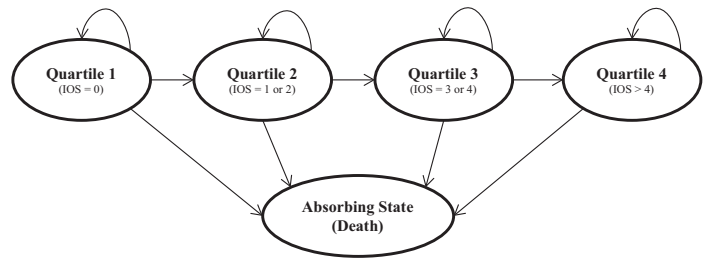 Quartile 1
(IOS = 0)
Quartile 2
(IOS = 1 or 2)
Quartile 3
(IOS = 3 or 4)
Quartile 4
(IOS > 4)
Absorbing State
(Death)